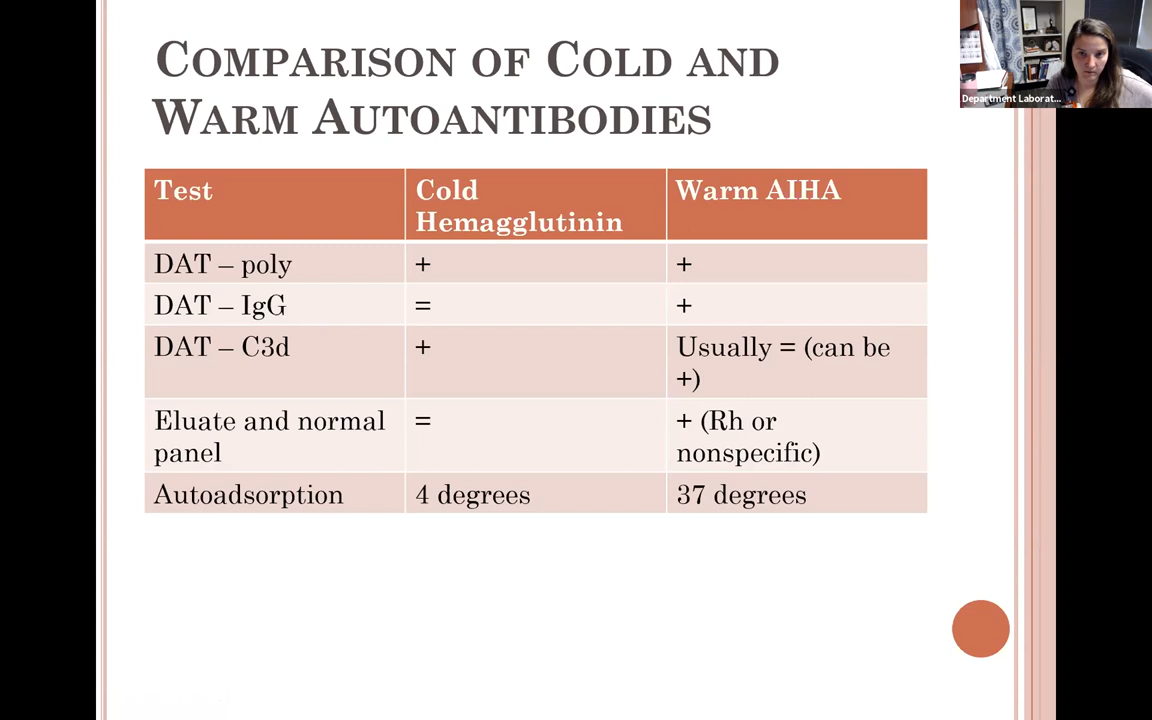 COMPARISON OF COLD AND
WARM AUTOANTIBODIES
Test
Cold
Hemagglutinin
Warm AIHA
DAT – poly
+
+
DAT – IgG
=
+
DAT – C3d
+
Usually = (can be
+)
Eluate and normal
panel
=
+ (Rh or
nonspecific)
Autoadsorption
4 degrees
37 degrees
Department Laborat...